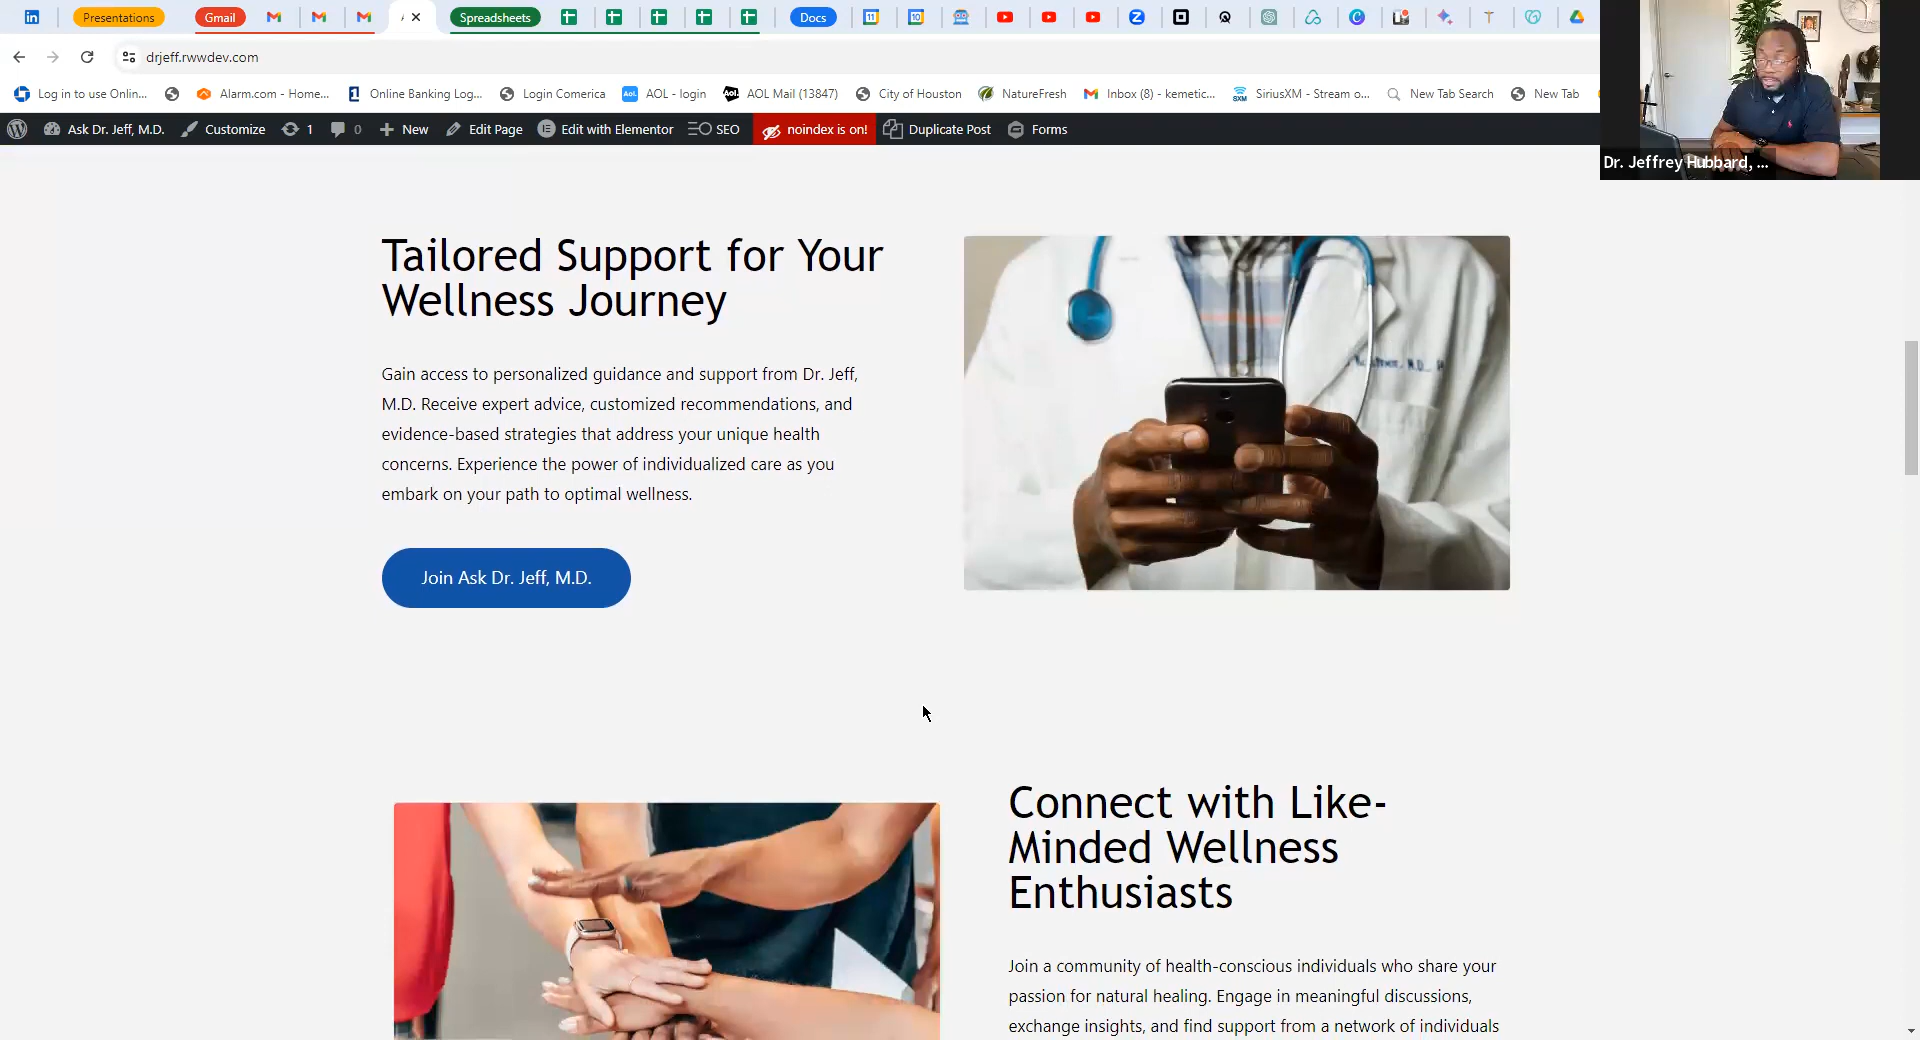 Presentations
Gmail
Spreadsheets
Docs
11
10
drjeff.rwwdev.com
Log in to use Onlin...
Alarm.com - Home...
Online Banking Log...
Login Comerica
AOL - login
AOL Mail (13847)
City of Houston
NatureFresh
Inbox (8) - kemetic...
SiriusXM - Stream o...
New Tab Search
New Tab
Ask Dr. Jeff, M.D.
Customize
1
0
New
Edit Page
Edit with Elementor
SEO
noindex is on!
Duplicate Post
Forms
Dr. Jeffrey Hubbard, ...
Tailored Support for Your
Wellness Journey
Gain access to personalized guidance and support from Dr. Jeff,
M.D. Receive expert advice, customized recommendations, and
evidence-based strategies that address your unique health
concerns. Experience the power of individualized care as you
embark on your path to optimal wellness.
Join Ask Dr. Jeff, M.D.
Connect with Like-
Minded Wellness
Enthusiasts
Join a community of health-conscious individuals who share your
passion for natural healing. Engage in meaningful discussions,
exchange insights, and find support from a network of individuals